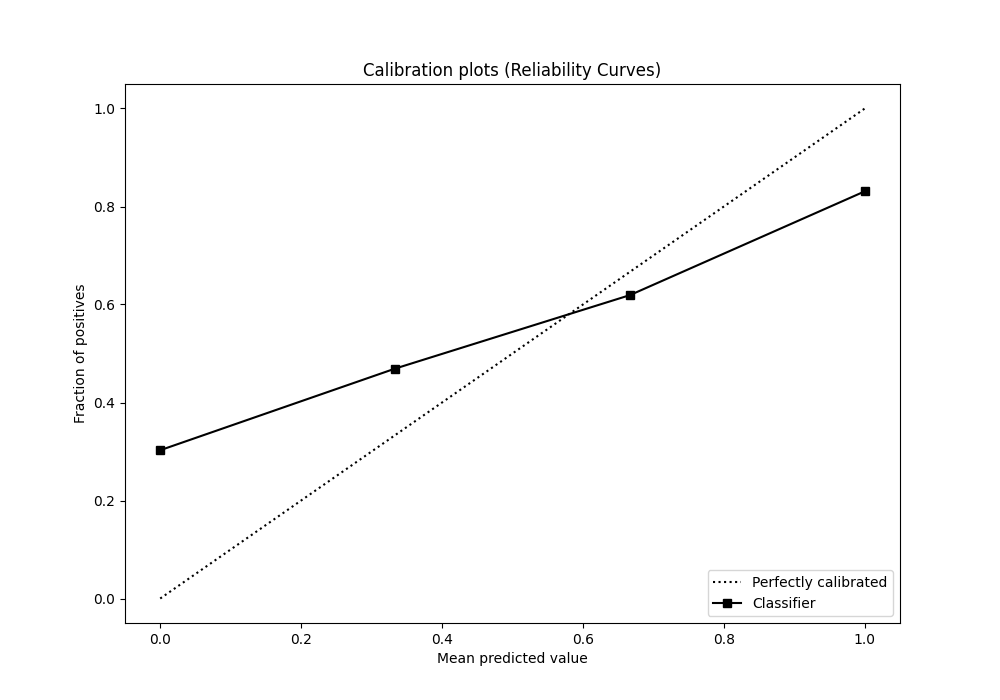 Calibration plots (Reliability Curves)
1.0
0.8
0.6
0.4
0.2
0.0
Fraction of positives
0.0 0.2 0.4 0.6 0.8 1.0
Mean predicted value
Perfectly calibrated
Classifier